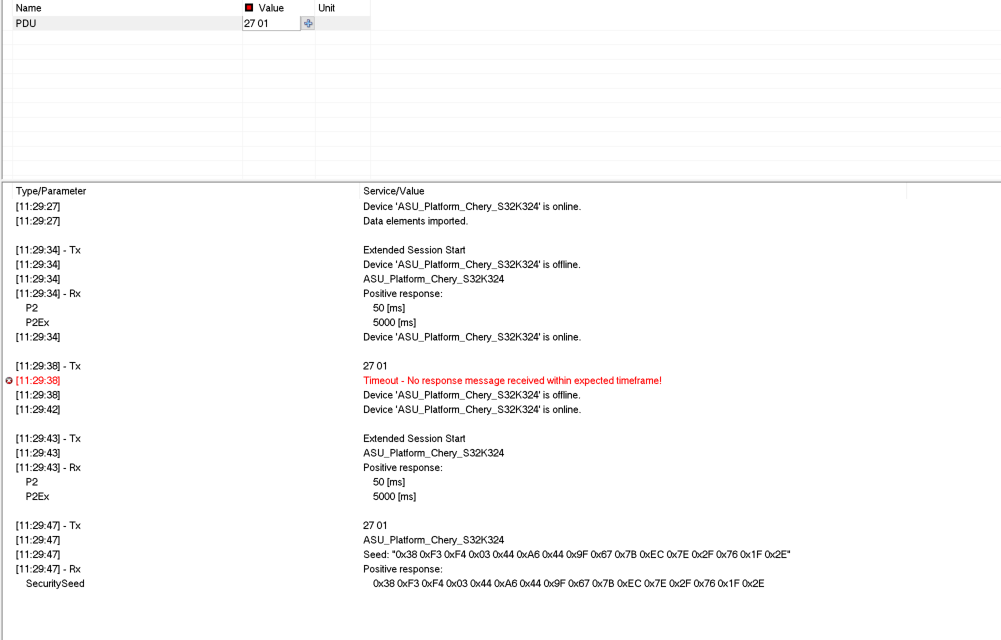 Name Value Unit
PDU 27 01
Type/Parameter Service/Value
[11:29:27] Device 'ASU_Platform_Chery_S32K324' is online.
[11:29:27] Data elements imported.
[11:29:34] - Tx Extended Session Start
[11:29:34] Device 'ASU_Platform_Chery_S32K324' is offline.
[11:29:34] ASU_Platform_Chery_S32K324
[11:29:34] - Rx Positive response:
P2 50 [ms]
P2Ex 5000 [ms]
[11:29:34] Device 'ASU_Platform_Chery_S32K324' is online.
[11:29:38] - Tx 27 01
[11:29:38] Timeout - No response message received within expected timeframe!
[11:29:38] Device 'ASU_Platform_Chery_S32K324' is offline.
[11:29:42] Device 'ASU_Platform_Chery_S32K324' is online.
[11:29:43] - Tx Extended Session Start
[11:29:43] ASU_Platform_Chery_S32K324
[11:29:43] - Rx Positive response:
P2 50 [ms]
P2Ex 5000 [ms]
[11:29:47] - Tx 27 01
[11:29:47] ASU_Platform_Chery_S32K324
[11:29:47] Seed: "0x38 0xF3 0xF4 0x03 0x44 0xA6 0x44 0x9F 0x67 0x7B 0xEC 0x7E 0x2F 0x76 0x1F 0x2E"
[11:29:47] - Rx Positive response:
SecuritySeed 0x38 0xF3 0xF4 0x03 0x44 0xA6 0x44 0x9F 0x67 0x7B 0xEC 0x7E 0x2F 0x76 0x1F 0x2E